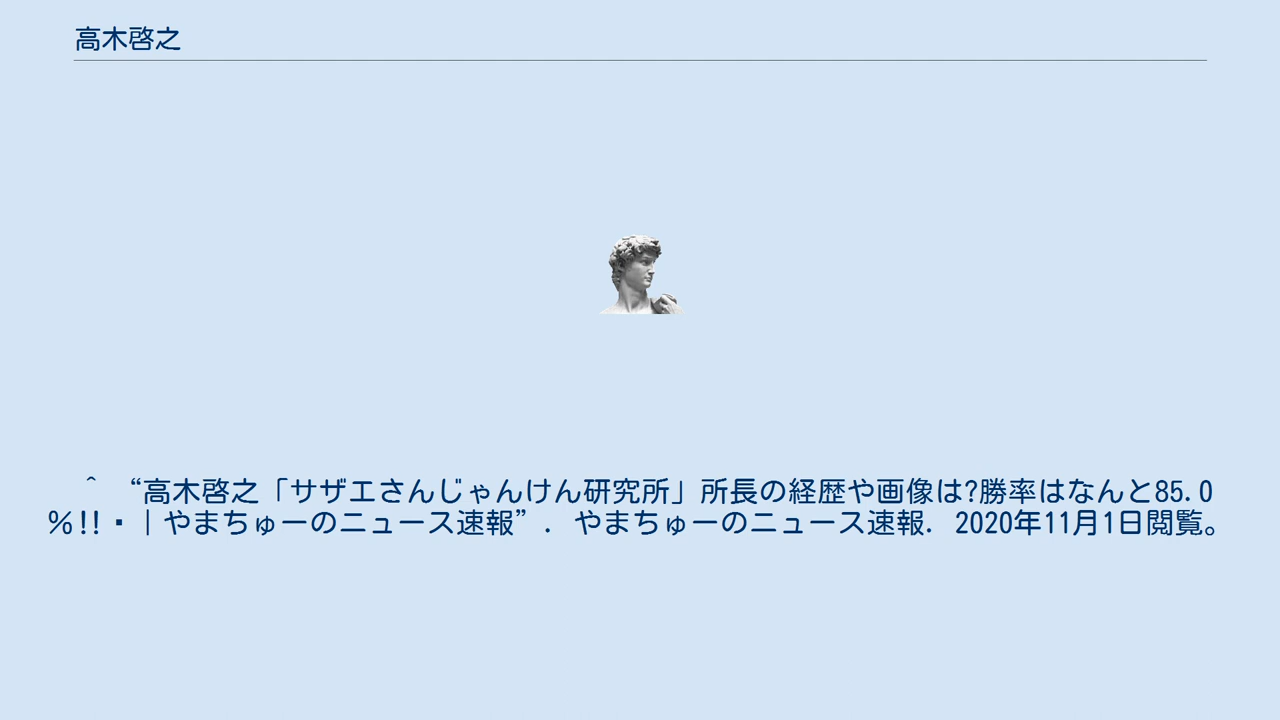 高木啓之
^ “高木啓之「サザエさんじゃんけん研究所」所長の経歴や画像は?勝率はなんと85.0
%!!▪｜やまちゅーのニュース速報”. やまちゅーのニュース速報. 2020年11月1日閲覧。